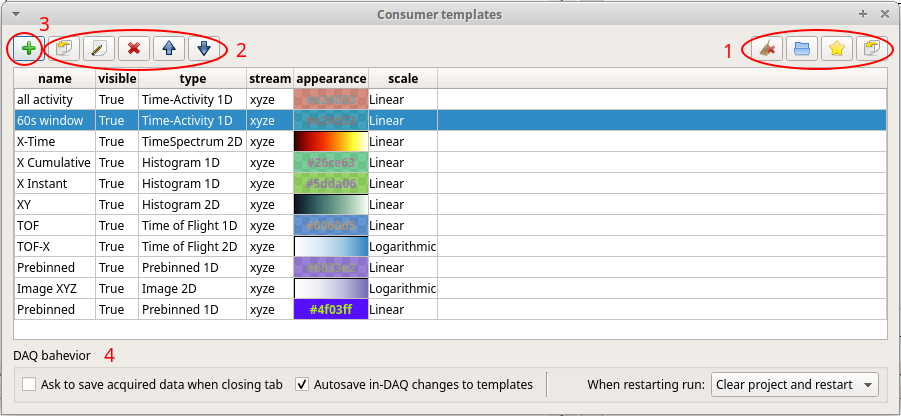 Consumer templates
3
2
1
name visible type stream appearance scale
all activity True Time-Activity 1D xyze Linear
60s window True Time-Activity 1D xyze Linear
X-Time True TimeSpectrum 2D xyze Linear
X Cumulative True Histogram 1D xyze #26ce63 Linear
X Instant True Histogram 1D xyze #5dda06 Linear
XY True Histogram 2D xyze Linear
TOF True Time of Flight 1D xyze #0060d5 Linear
TOF-X True Time of Flight 2D xyze Logarithmic
Prebinned True Prebinned 1D xyze Linear
Image XYZ True Image 2D xyze Logarithmic
Prebinned True Prebinned 1D xyze #4f03ff Linear
DAQ bahevior 4
Ask to save acquired data when closing tab Autosave in-DAQ changes to templates When restarting run: Clear project and restart